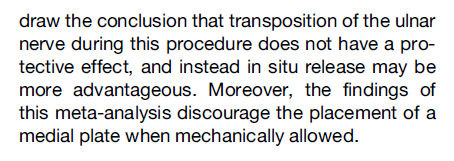 draw the conclusion that transposition of the ulnar
nerve during this procedure does not have a pro-
tective effect, and instead in situ release may be
more advantageous. Moreover, the findings of
this meta-analysis discourage the placement of a
medial plate when mechanically allowed.